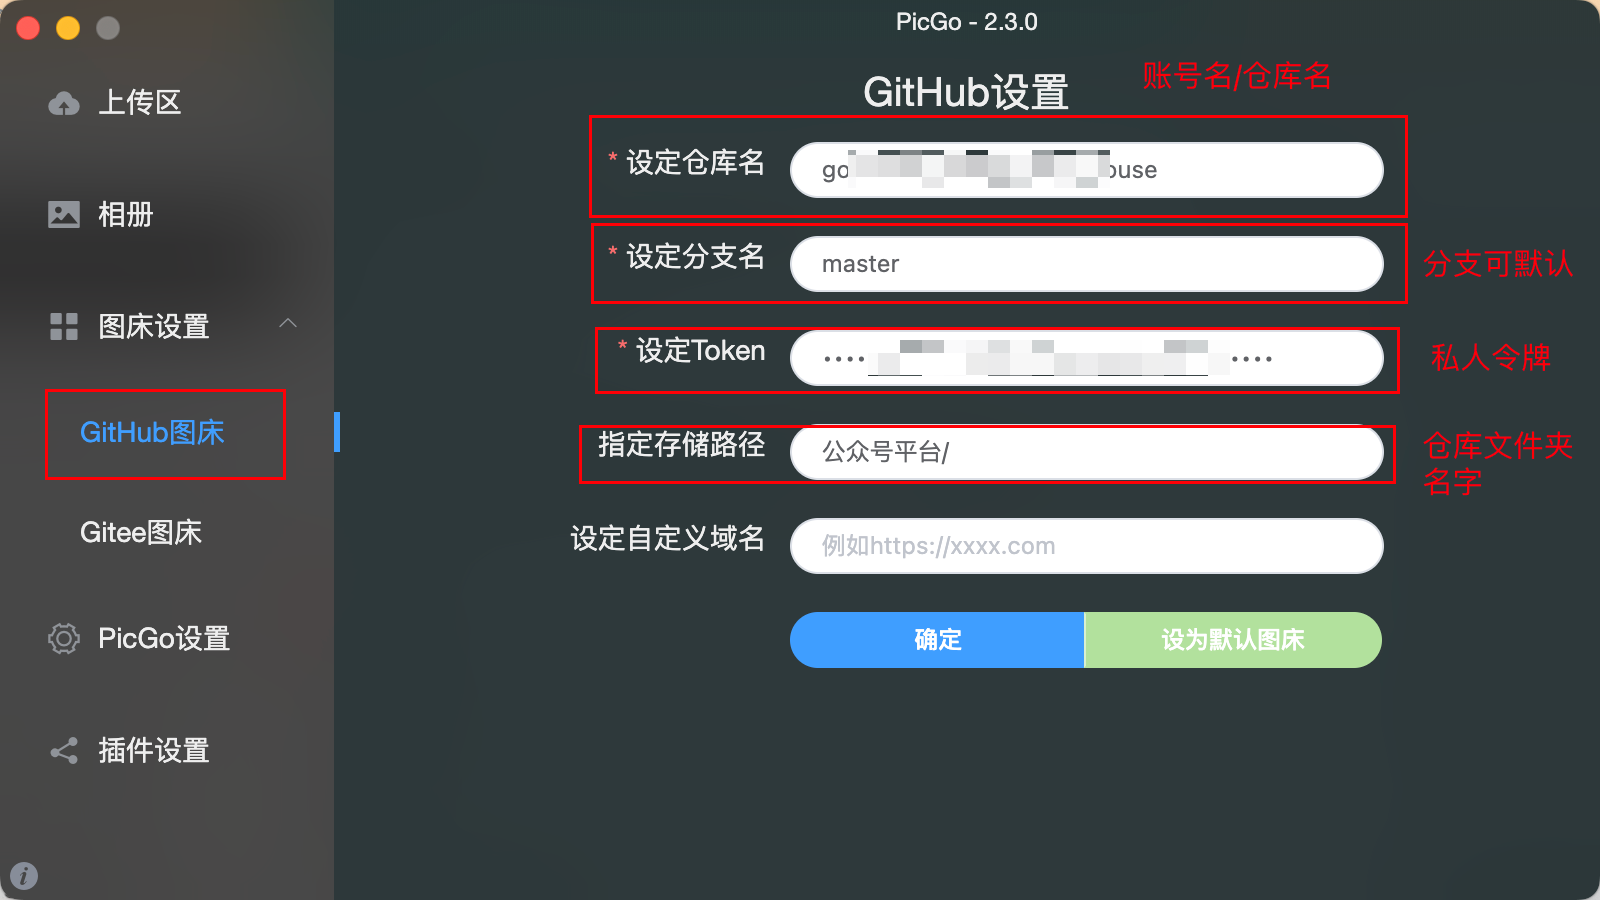 PicGo - 2.3.0
上传区
相册
图床设置
GitHub图床
Gitee图床
PicGo设置
插件设置
GitHub设置
账号名/仓库名
* 设定仓库名
* 设定分支名
master
分支可默认
* 设定Token
私人令牌
指定存储路径
公众号平台/
仓库文件夹
名字
设定自定义域名
例如https://xxxx.com
确定
设为默认图床